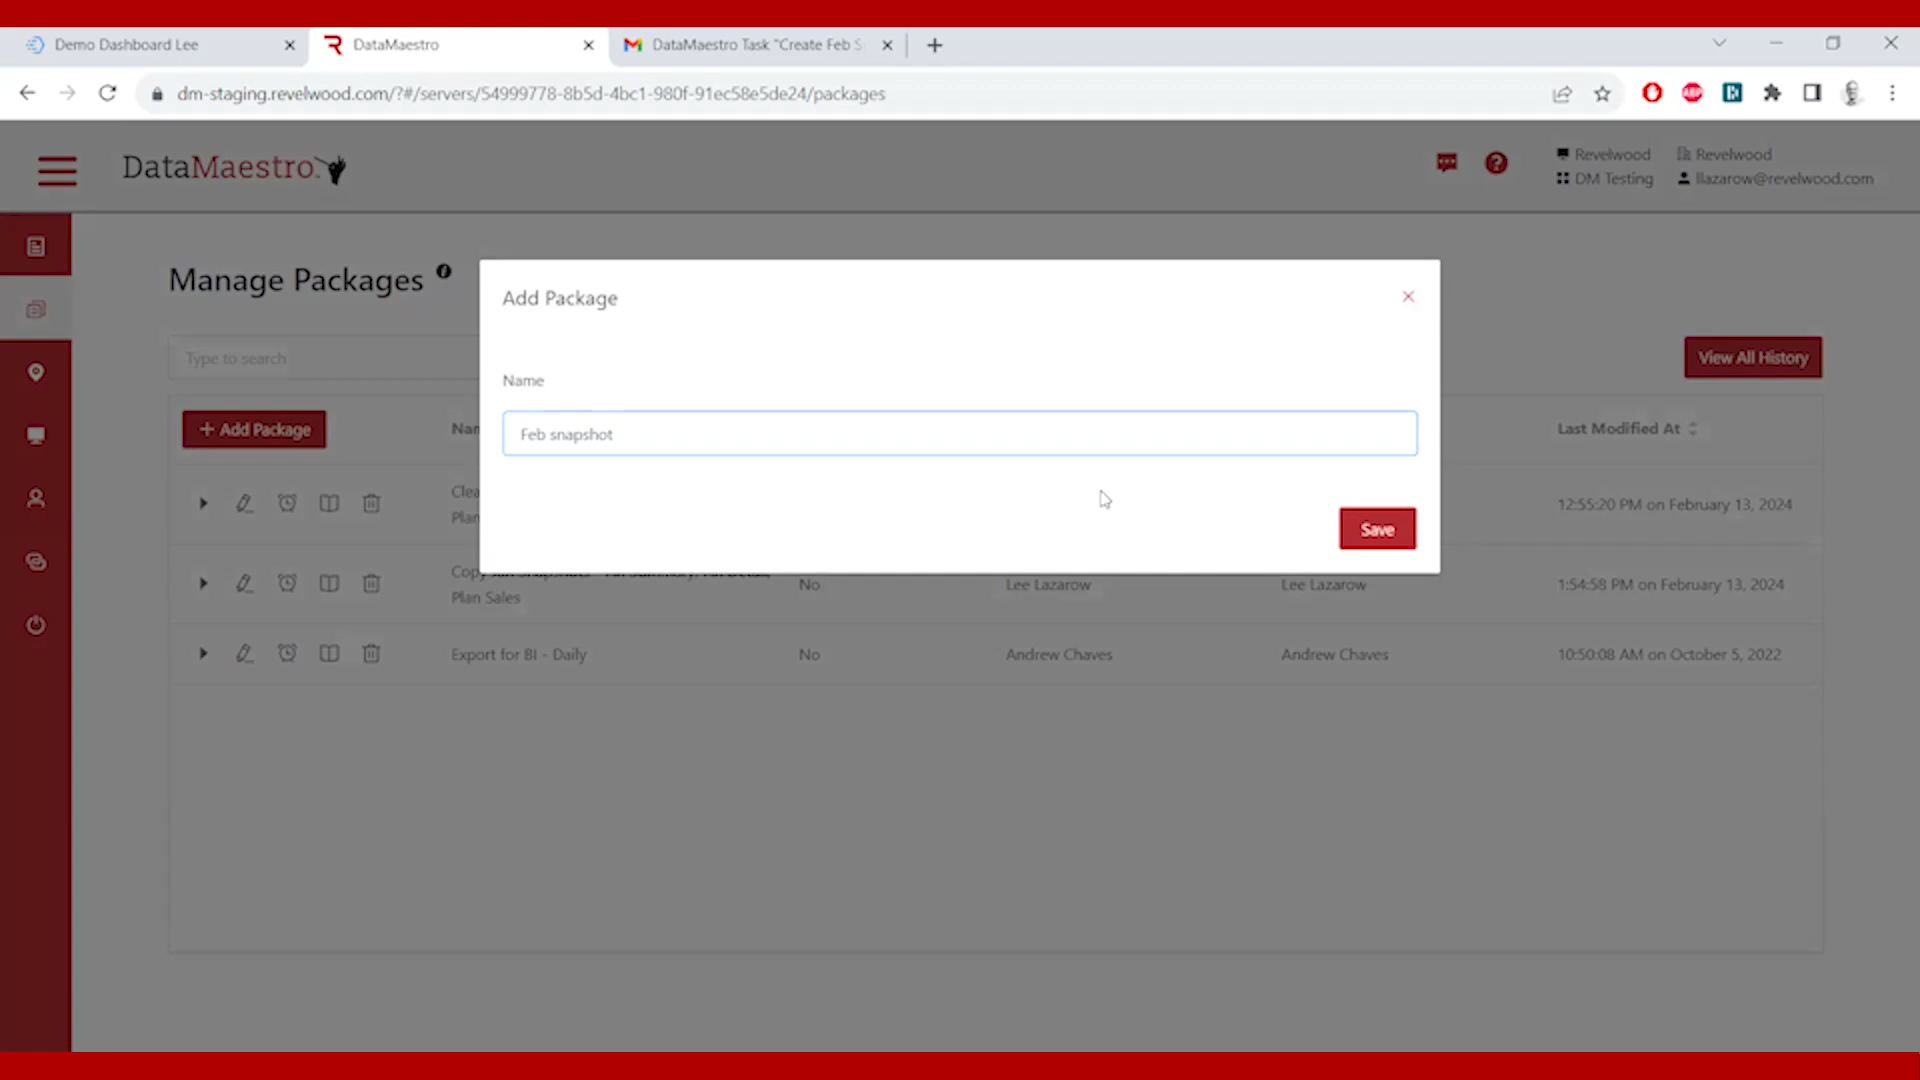 Demo Dashboard Lee
DataMaestro
DataMaestro Task "Create Feb S
dm-staging.revelwood.com/?#/servers/54999778-8b5d-4bc1-980f-91ec58e5de24/packages
DataMaestro.
Revelwood
Revelwood
DM Testing
llazarow@revelwood.com
Manage Packages
Add Package
Type to search
Name
View All History
Feb snapshot
+ Add Package
Nam
Last Modified At
Clea
Plan
12:55:20 PM on February 13, 2024
Save
Copy
Plan Sales
No
Lee Lazarow
Lee Lazarow
1:54:58 PM on February 13, 2024
Export for BI - Daily
No
Andrew Chaves
Andrew Chaves
10:50:08 AM on October 5, 2022